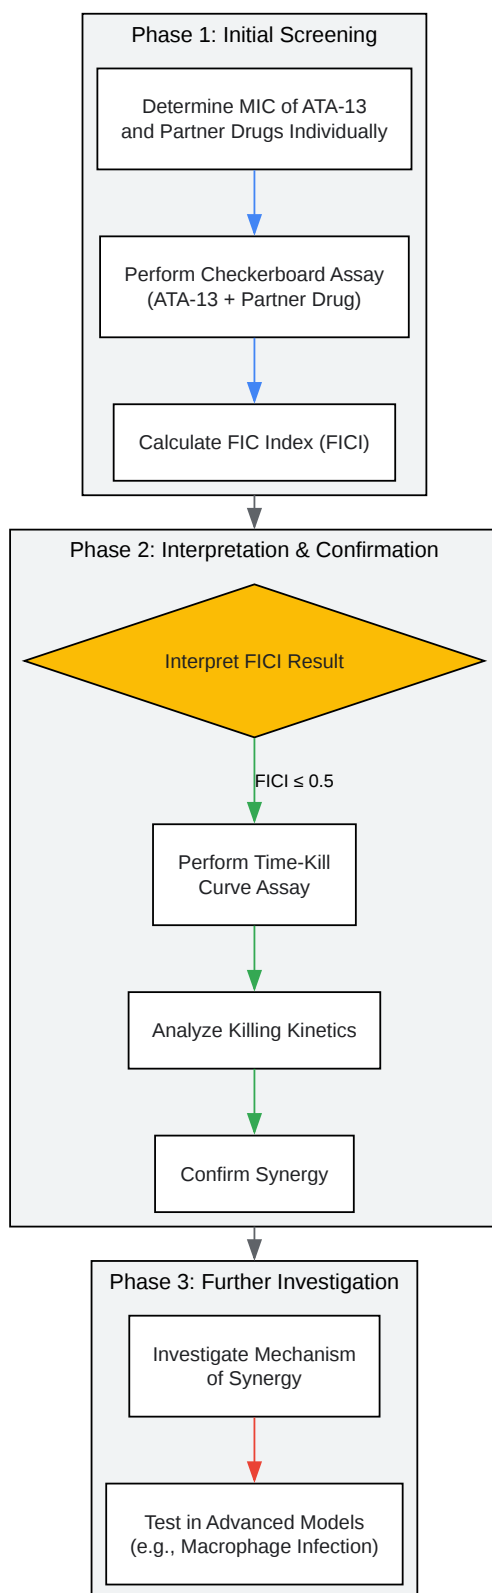 Phase 1: Initial Screening
Determine MIC of ATA-13
and Partner Drugs Individually
Perform Checkerboard Assay
(ATA-13 + Partner Drug)
Calculate FIC Index (FICI)
Phase 2: Interpretation & Confirmation
Interpret FICI Result
FICI ≤ 0.5
Perform Time-Kill
Curve Assay
Analyze Killing Kinetics
Confirm Synergy
Phase 3: Further Investigation
Investigate Mechanism
of Synergy
Test in Advanced Models
(e.g., Macrophage Infection)